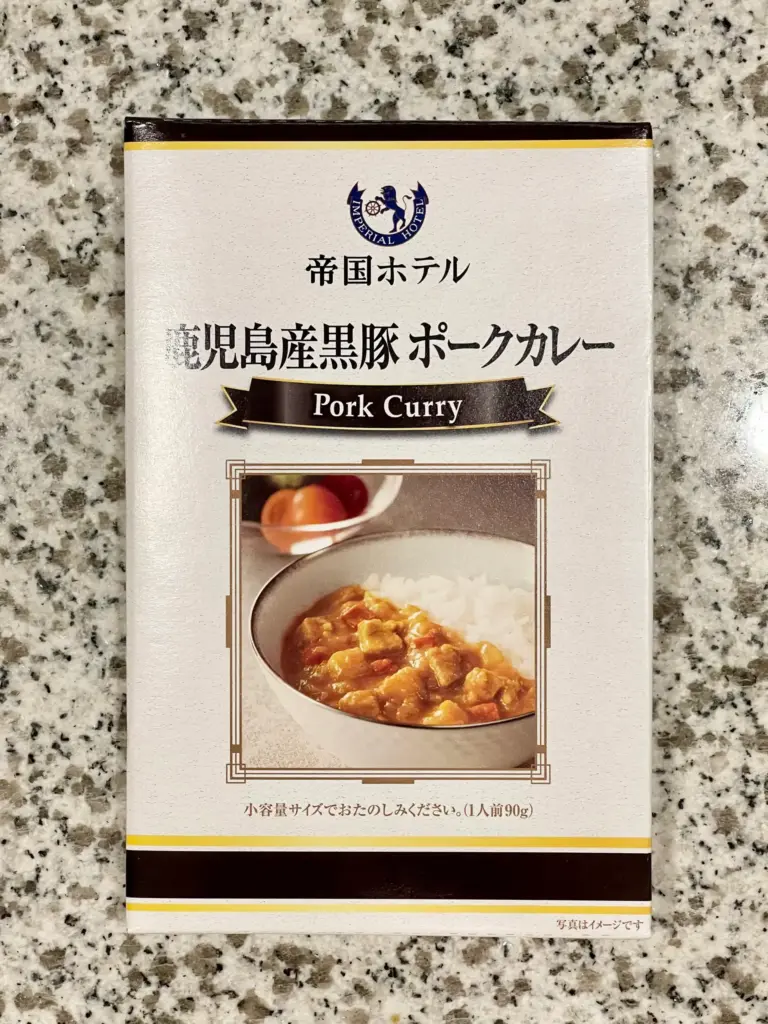 IMPERIAL HOTEL
帝国ホテル
鹿児島産黒豚 ポークカレー
Pork Curry
小容量サイズでおたのしみください。(1人前90g)
写真はイメージです